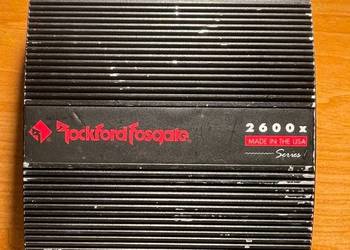 Rockford Fosgate
2600x
MADE IN THE USA
Series